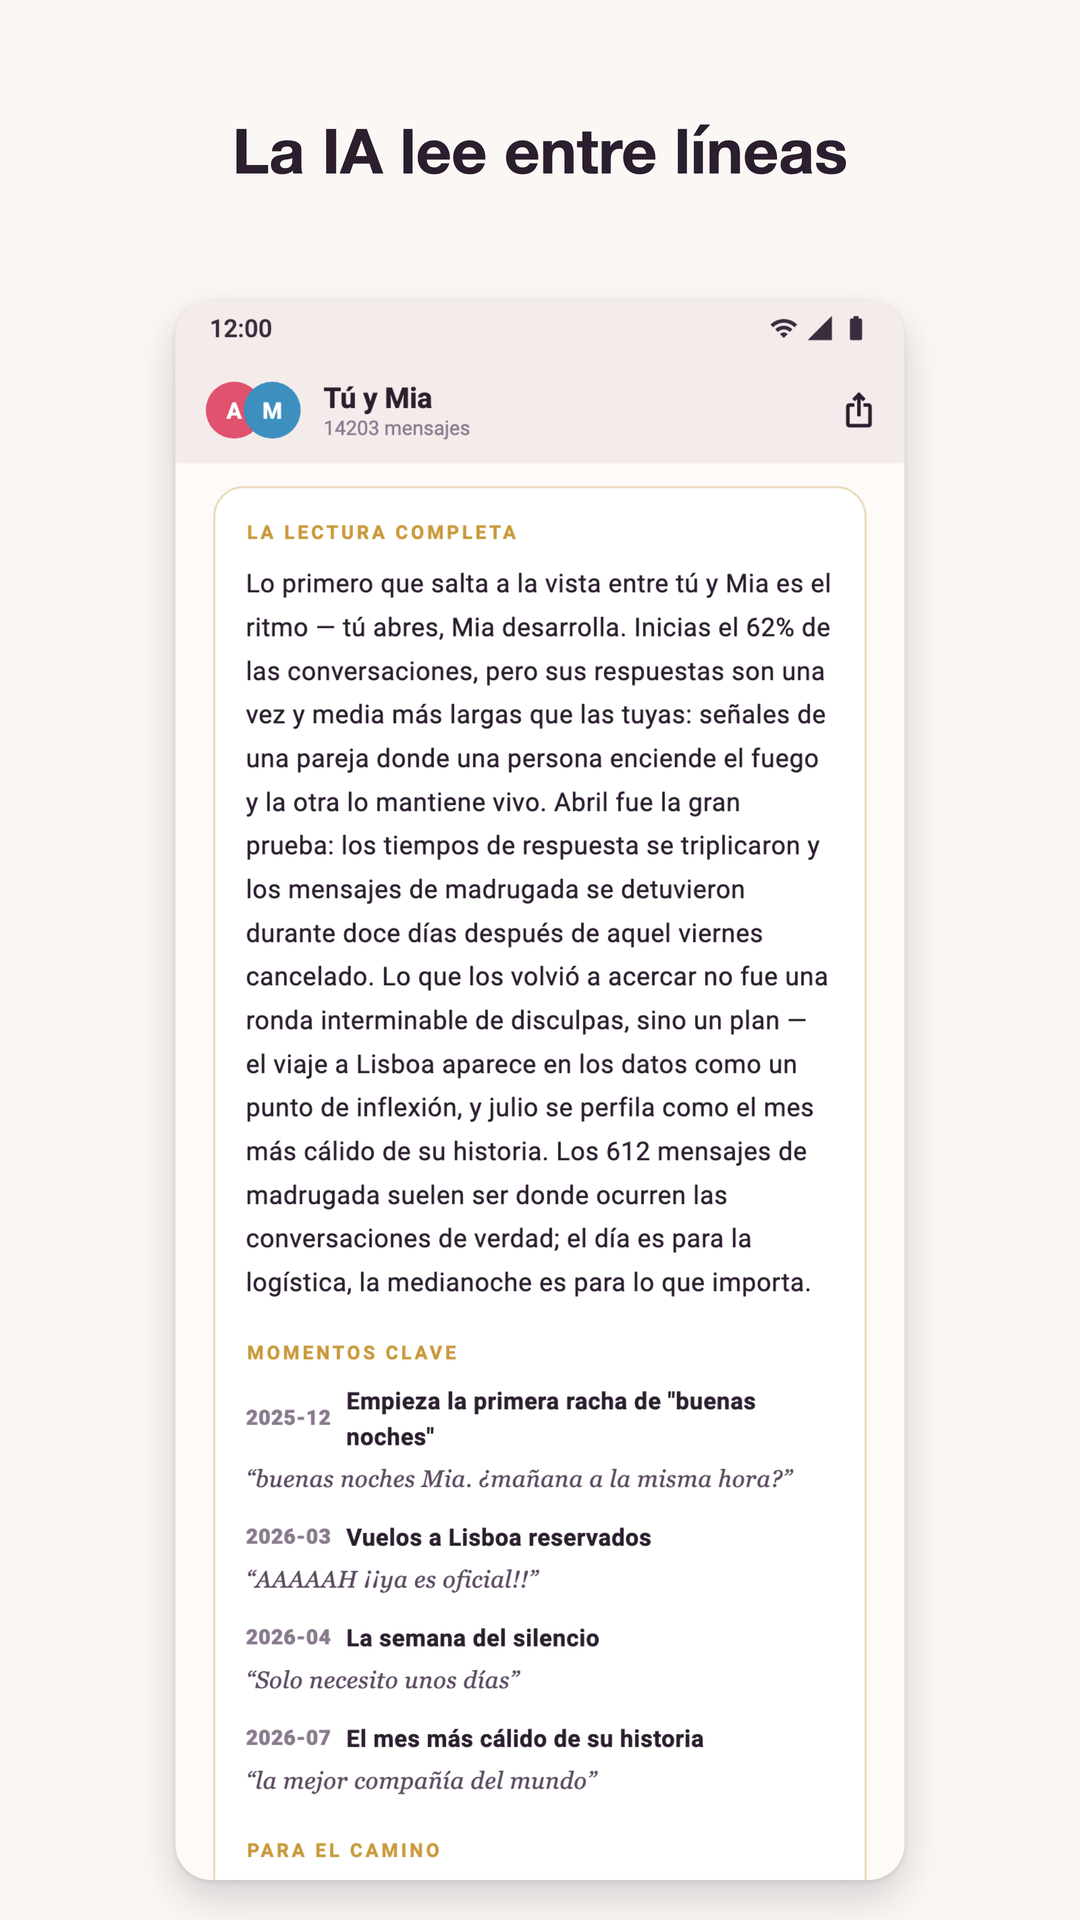 La IA lee entre líneas
12:00
A M
Tú y Mia
14203 mensajes
LA LECTURA COMPLETA
Lo primero que salta a la vista entre tú y Mia es el
ritmo — tú abres, Mia desarrolla. Inicias el 62% de
las conversaciones, pero sus respuestas son una
vez y media más largas que las tuyas: señales de
una pareja donde una persona enciende el fuego
y la otra lo mantiene vivo. Abril fue la gran
prueba: los tiempos de respuesta se triplicaron y
los mensajes de madrugada se detuvieron
durante doce días después de aquel viernes
cancelado. Lo que los volvió a acercar no fue una
ronda interminable de disculpas, sino un plan —
el viaje a Lisboa aparece en los datos como un
punto de inflexión, y julio se perfila como el mes
más cálido de su historia. Los 612 mensajes de
madrugada suelen ser donde ocurren las
conversaciones de verdad; el día es para la
logística, la medianoche es para lo que importa.
MOMENTOS CLAVE
2025-12 Empieza la primera racha de "buenas
noches"
“buenas noches Mia. ¿mañana a la misma hora?”
2026-03 Vuelos a Lisboa reservados
“AAAAAH ¡¡ya es oficial!!”
2026-04 La semana del silencio
“Solo necesito unos días”
2026-07 El mes más cálido de su historia
“la mejor compañía del mundo”
PARA EL CAMINO